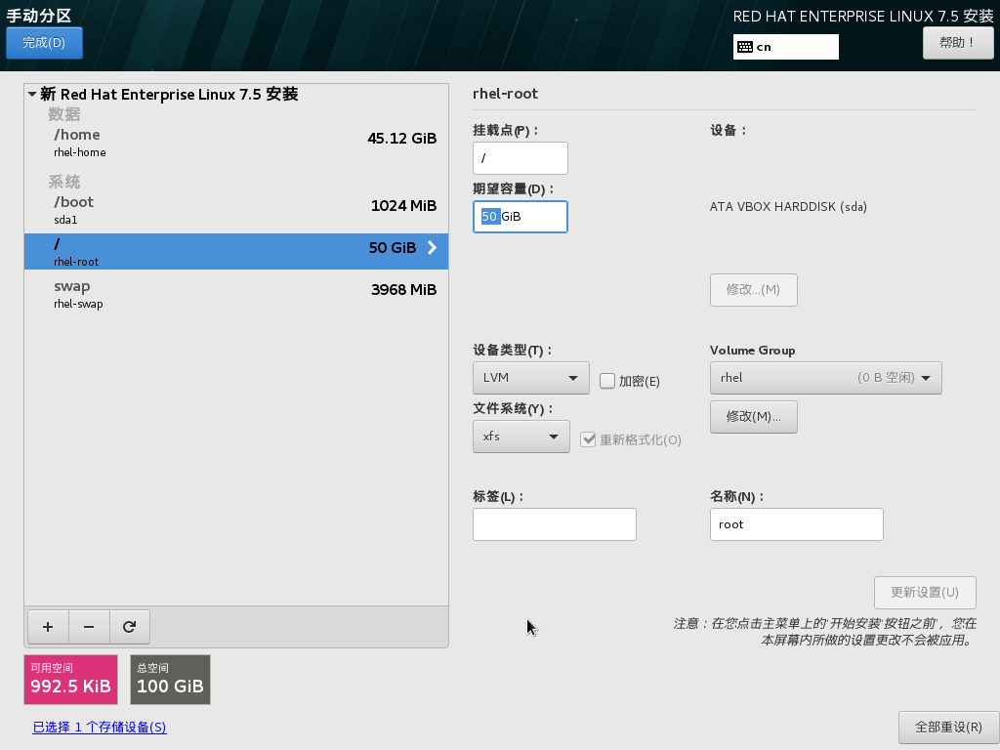 手动分区
完成(D)
RED HAT ENTERPRISE LINUX 7.5 安装
cn
帮助！
新 Red Hat Enterprise Linux 7.5 安装
数据
/home
rhel-home
45.12 GiB
系统
/boot
sda1
1024 MiB
/
rhel-root
50 GiB
swap
rhel-swap
3968 MiB
可用空间
992.5 KiB
总空间
100 GiB
已选择 1 个存储设备(S)
rhel-root
挂载点(P)：
/
期望容量(D)：
50 GiB
设备：
ATA VBOX HARDDISK (sda)
修改...(M)
设备类型(T)：
LVM
加密(E)
Volume Group
rhel (0 B 空闲)
修改(M)...
文件系统(Y)：
xfs
重新格式化(O)
标签(L)：
名称(N)：
root
更新设置(U)
注意：在您点击主菜单上的'开始安装'按钮之前，您在
本屏幕内所做的设置更改不会被应用。
全部重设(R)